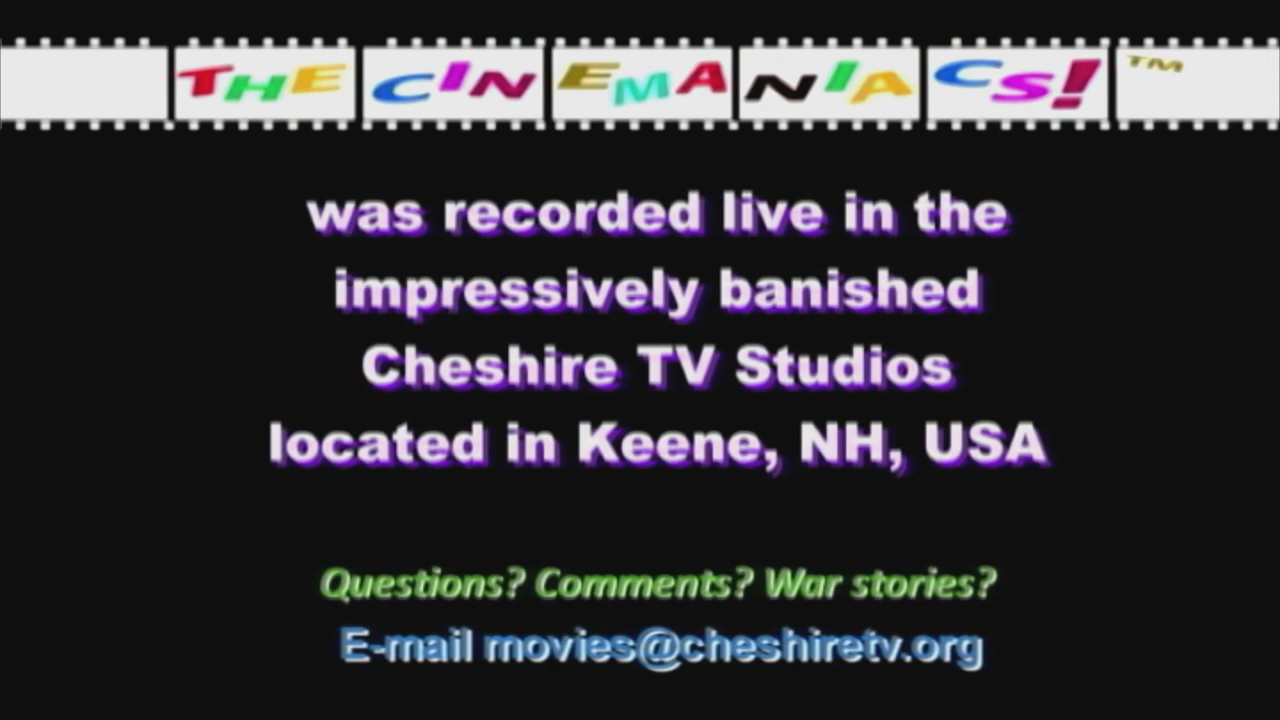 THE CINEMANIACS! ™
was recorded live in the
impressively banished
Cheshire TV Studios
located in Keene, NH, USA
Questions? Comments? War stories?
E-mail movies@cheshiretv.org